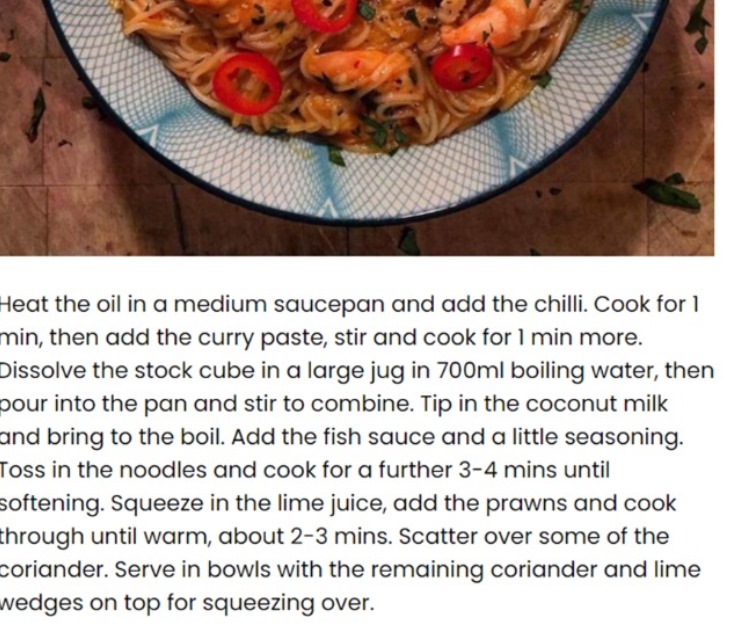 Heat the oil in a medium saucepan and add the chilli. Cook for 1
min, then add the curry paste, stir and cook for 1 min more.
Dissolve the stock cube in a large jug in 700ml boiling water, then
pour into the pan and stir to combine. Tip in the coconut milk
and bring to the boil. Add the fish sauce and a little seasoning.
Toss in the noodles and cook for a further 3-4 mins until
softening. Squeeze in the lime juice, add the prawns and cook
through until warm, about 2-3 mins. Scatter over some of the
coriander. Serve in bowls with the remaining coriander and lime
wedges on top for squeezing over.